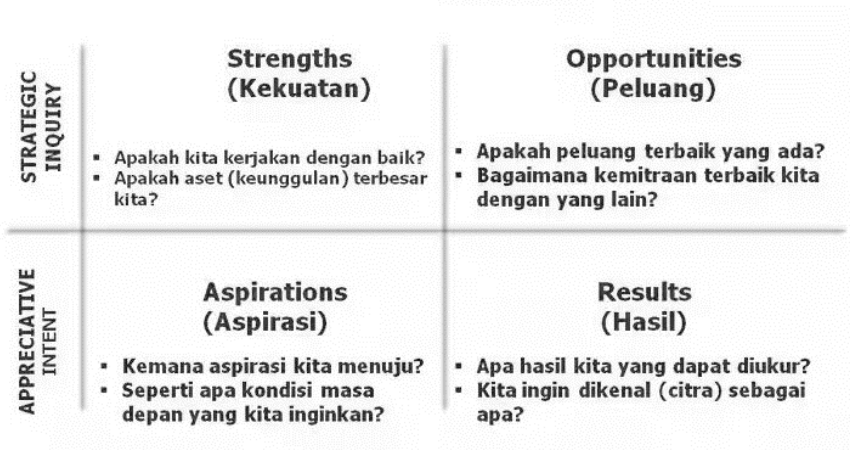 STRATEGIC
INQUIRY
Strengths
(Kekuatan)
▪ Apakah kita kerjakan dengan baik?
▪ Apakah aset (keunggulan) terbesar
kita?
Opportunities
(Peluang)
▪ Apakah peluang terbaik yang ada?
▪ Bagaimana kemitraan terbaik kita
dengan yang lain?
APPRECIATIVE
INTENT
Aspirations
(Aspirasi)
▪ Kemana aspirasi kita menuju?
▪ Seperti apa kondisi masa
depan yang kita inginkan?
Results
(Hasil)
▪ Apa hasil kita yang dapat diukur?
▪ Kita ingin dikenal (citra) sebagai
apa?